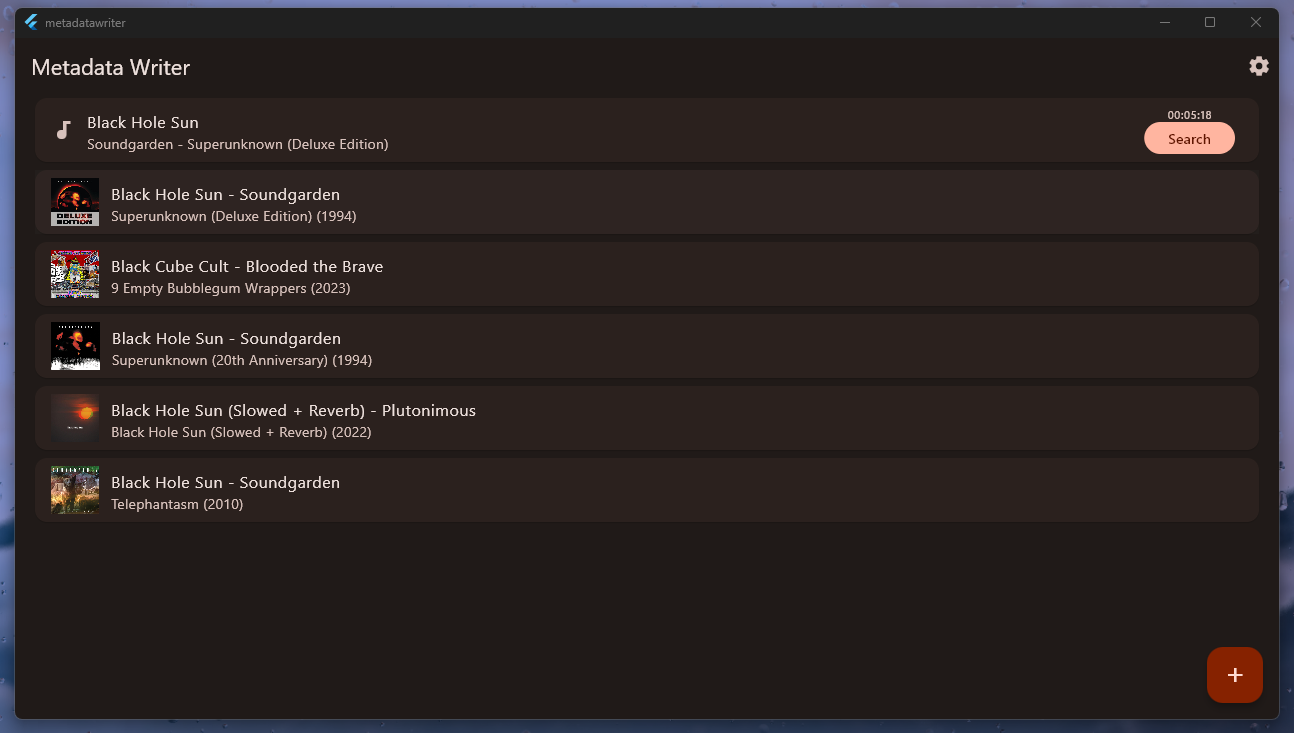 metadatawriter
Metadata Writer
Black Hole Sun
Soundgarden - Superunknown (Deluxe Edition)
00:05:18
Search
DELUXE
EDITION
Black Hole Sun - Soundgarden
Superunknown (Deluxe Edition) (1994)
Black Cube Cult - Blooded the Brave
9 Empty Bubblegum Wrappers (2023)
Black Hole Sun - Soundgarden
Superunknown (20th Anniversary) (1994)
Black Hole Sun (Slowed + Reverb) - Plutonimous
Black Hole Sun (Slowed + Reverb) (2022)
Black Hole Sun - Soundgarden
Telephantasm (2010)